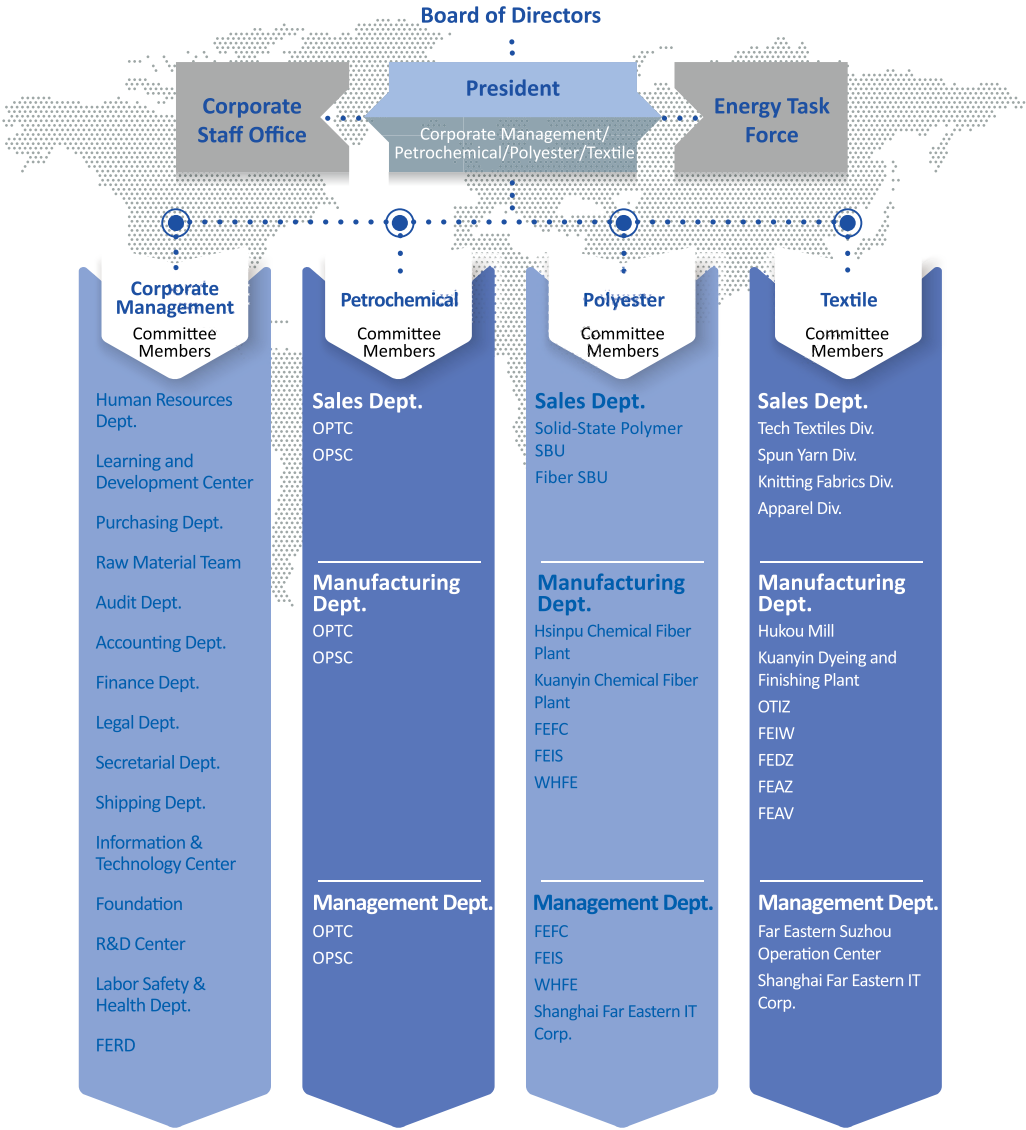 Board of Directors
Corporate
Staff Office
President
Corporate Management/
Petrochemical/Polyester/Textile
Energy Task
Force
Corporate
Management
Committee
Members
Human Resources
Dept.
Learning and
Development Center
Purchasing Dept.
Raw Material Team
Audit Dept.
Accounting Dept.
Finance Dept.
Legal Dept.
Secretarial Dept.
Shipping Dept.
Information &
Technology Center
Foundation
R&D Center
Labor Safety &
Health Dept.
FERD
Petrochemical
Committee
Members
Sales Dept.
OPTC
OPSC
Manufacturing
Dept.
OPTC
OPSC
Management Dept.
OPTC
OPSC
Polyester
Committee
Members
Sales Dept.
Solid-State Polymer
SBU
Fiber SBU
Manufacturing
Dept.
Hsinpu Chemical Fiber
Plant
Kuanyin Chemical Fiber
Plant
FEFC
FEIS
WHFE
Management Dept.
FEFC
FEIS
WHFE
Shanghai Far Eastern IT
Corp.
Textile
Committee
Members
Sales Dept.
Tech Textiles Div.
Spun Yarn Div.
Knitting Fabrics Div.
Apparel Div.
Manufacturing
Dept.
Hukou Mill
Kuanyin Dyeing and
Finishing Plant
OTIZ
FEIW
FEDZ
FEAZ
FEAV
Management Dept.
Far Eastern Suzhou
Operation Center
Shanghai Far Eastern IT
Corp.